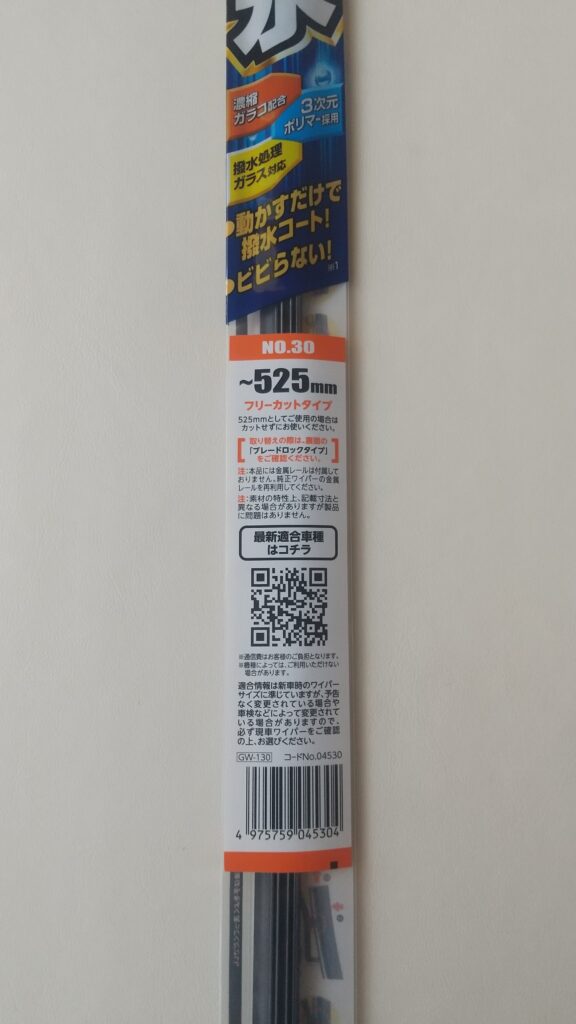 濃縮
ガラコ配合
3次元
ポリマー採用
撥水処理
ガラス対応
動かすだけで
撥水コート!
ビビらない!
※1
NO.30
~525mm
フリーカットタイプ
525mmとしてご使用の場合は
カットせずにお使いください。
取り替えの際は、裏面の
「ブレードロックタイプ」
をご確認ください。
注:本品には金属レールは付属して
おりません。純正ワイパーの金属
レールを再利用してください。
注:素材の特性上、記載寸法と
異なる場合がありますが製品
に問題はありません。
最新適合車種
はコチラ
※通信費はお客様のご負担となります。
※機種によっては、ご利用いただけない
場合があります。
適合情報は新車時のワイパー
サイズに準じていますが、予告
なく変更されている場合や
車検などによって変更されて
いる場合がありますので、
必ず現車ワイパーをご確認
の上、お選びください。
GW-130 コードNo.04530
4 975759 045304